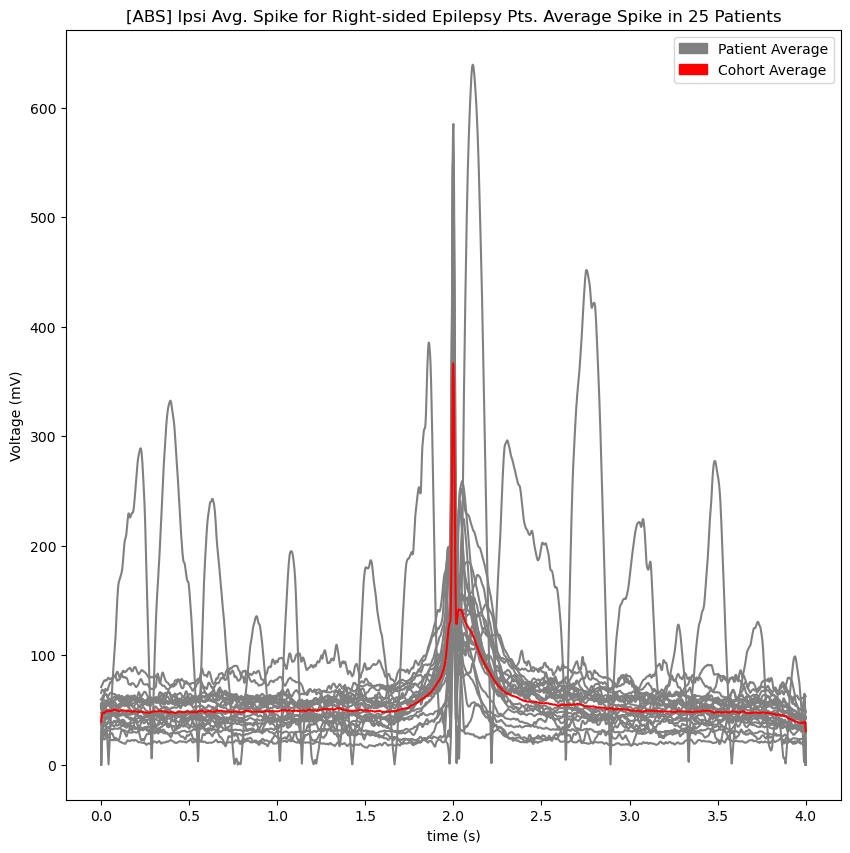 [ABS] Ipsi Avg. Spike for Right-sided Epilepsy Pts. Average Spike in 25 Patients
Patient Average
Cohort Average
600
500
400
300
200
100
0
Voltage (mV)
0.0 0.5 1.0 1.5 2.0 2.5 3.0 3.5 4.0
time (s)